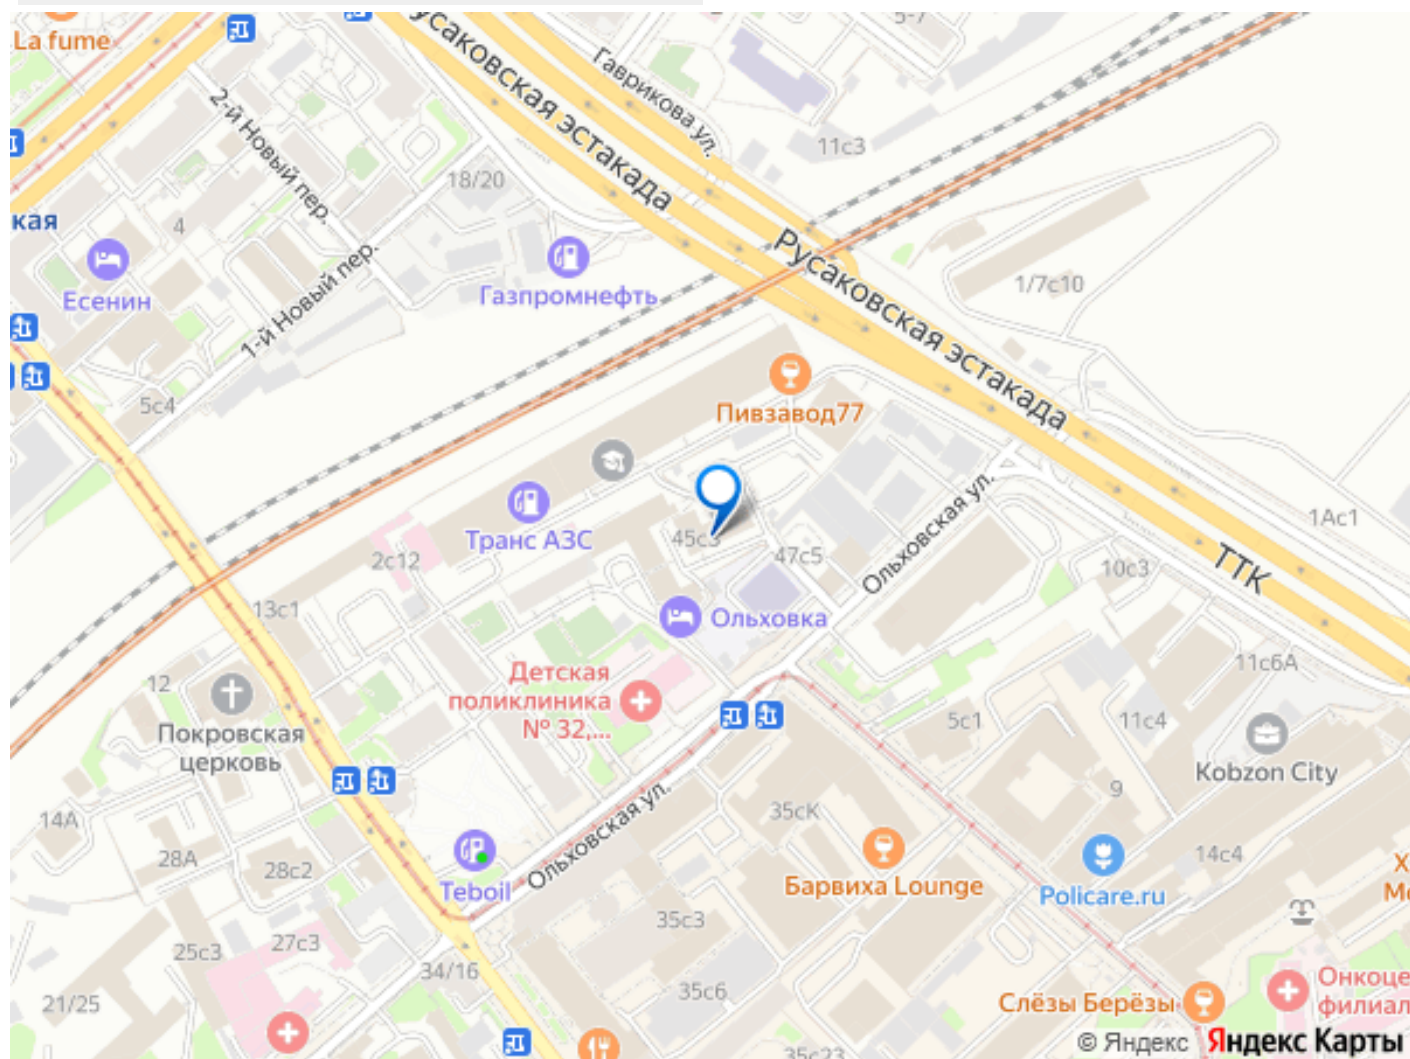 La fume
5-7
Русаковская эстакада
Гаврикова ул.
11с3
2-й Новый пер.
18/20
кая
4
Есенин
1-й Новый пер.
Газпромнефть
Русаковская эстакада
1/7с10
5с4
Пивзавод77
Транс АЗС
45с3
47с5
Ольховская ул.
1Ас1
ТТК
2с12
10с3
13с1
Ольховка
Детская
поликлиника
№ 32,...
11с6А
12
Покровская
церковь
5с1
11с4
Kobzon City
9
14А
35сК
28А
28с2
Teboil
Ольховская ул.
Барвиха Lounge
14с4
Policare.ru
Х
Мо
35с3
25с3
27с3
34/16
35с6
21/25
Слёзы Берёзы
Онкоце
филиал
35с23
© Яндекс Яндекс Карты